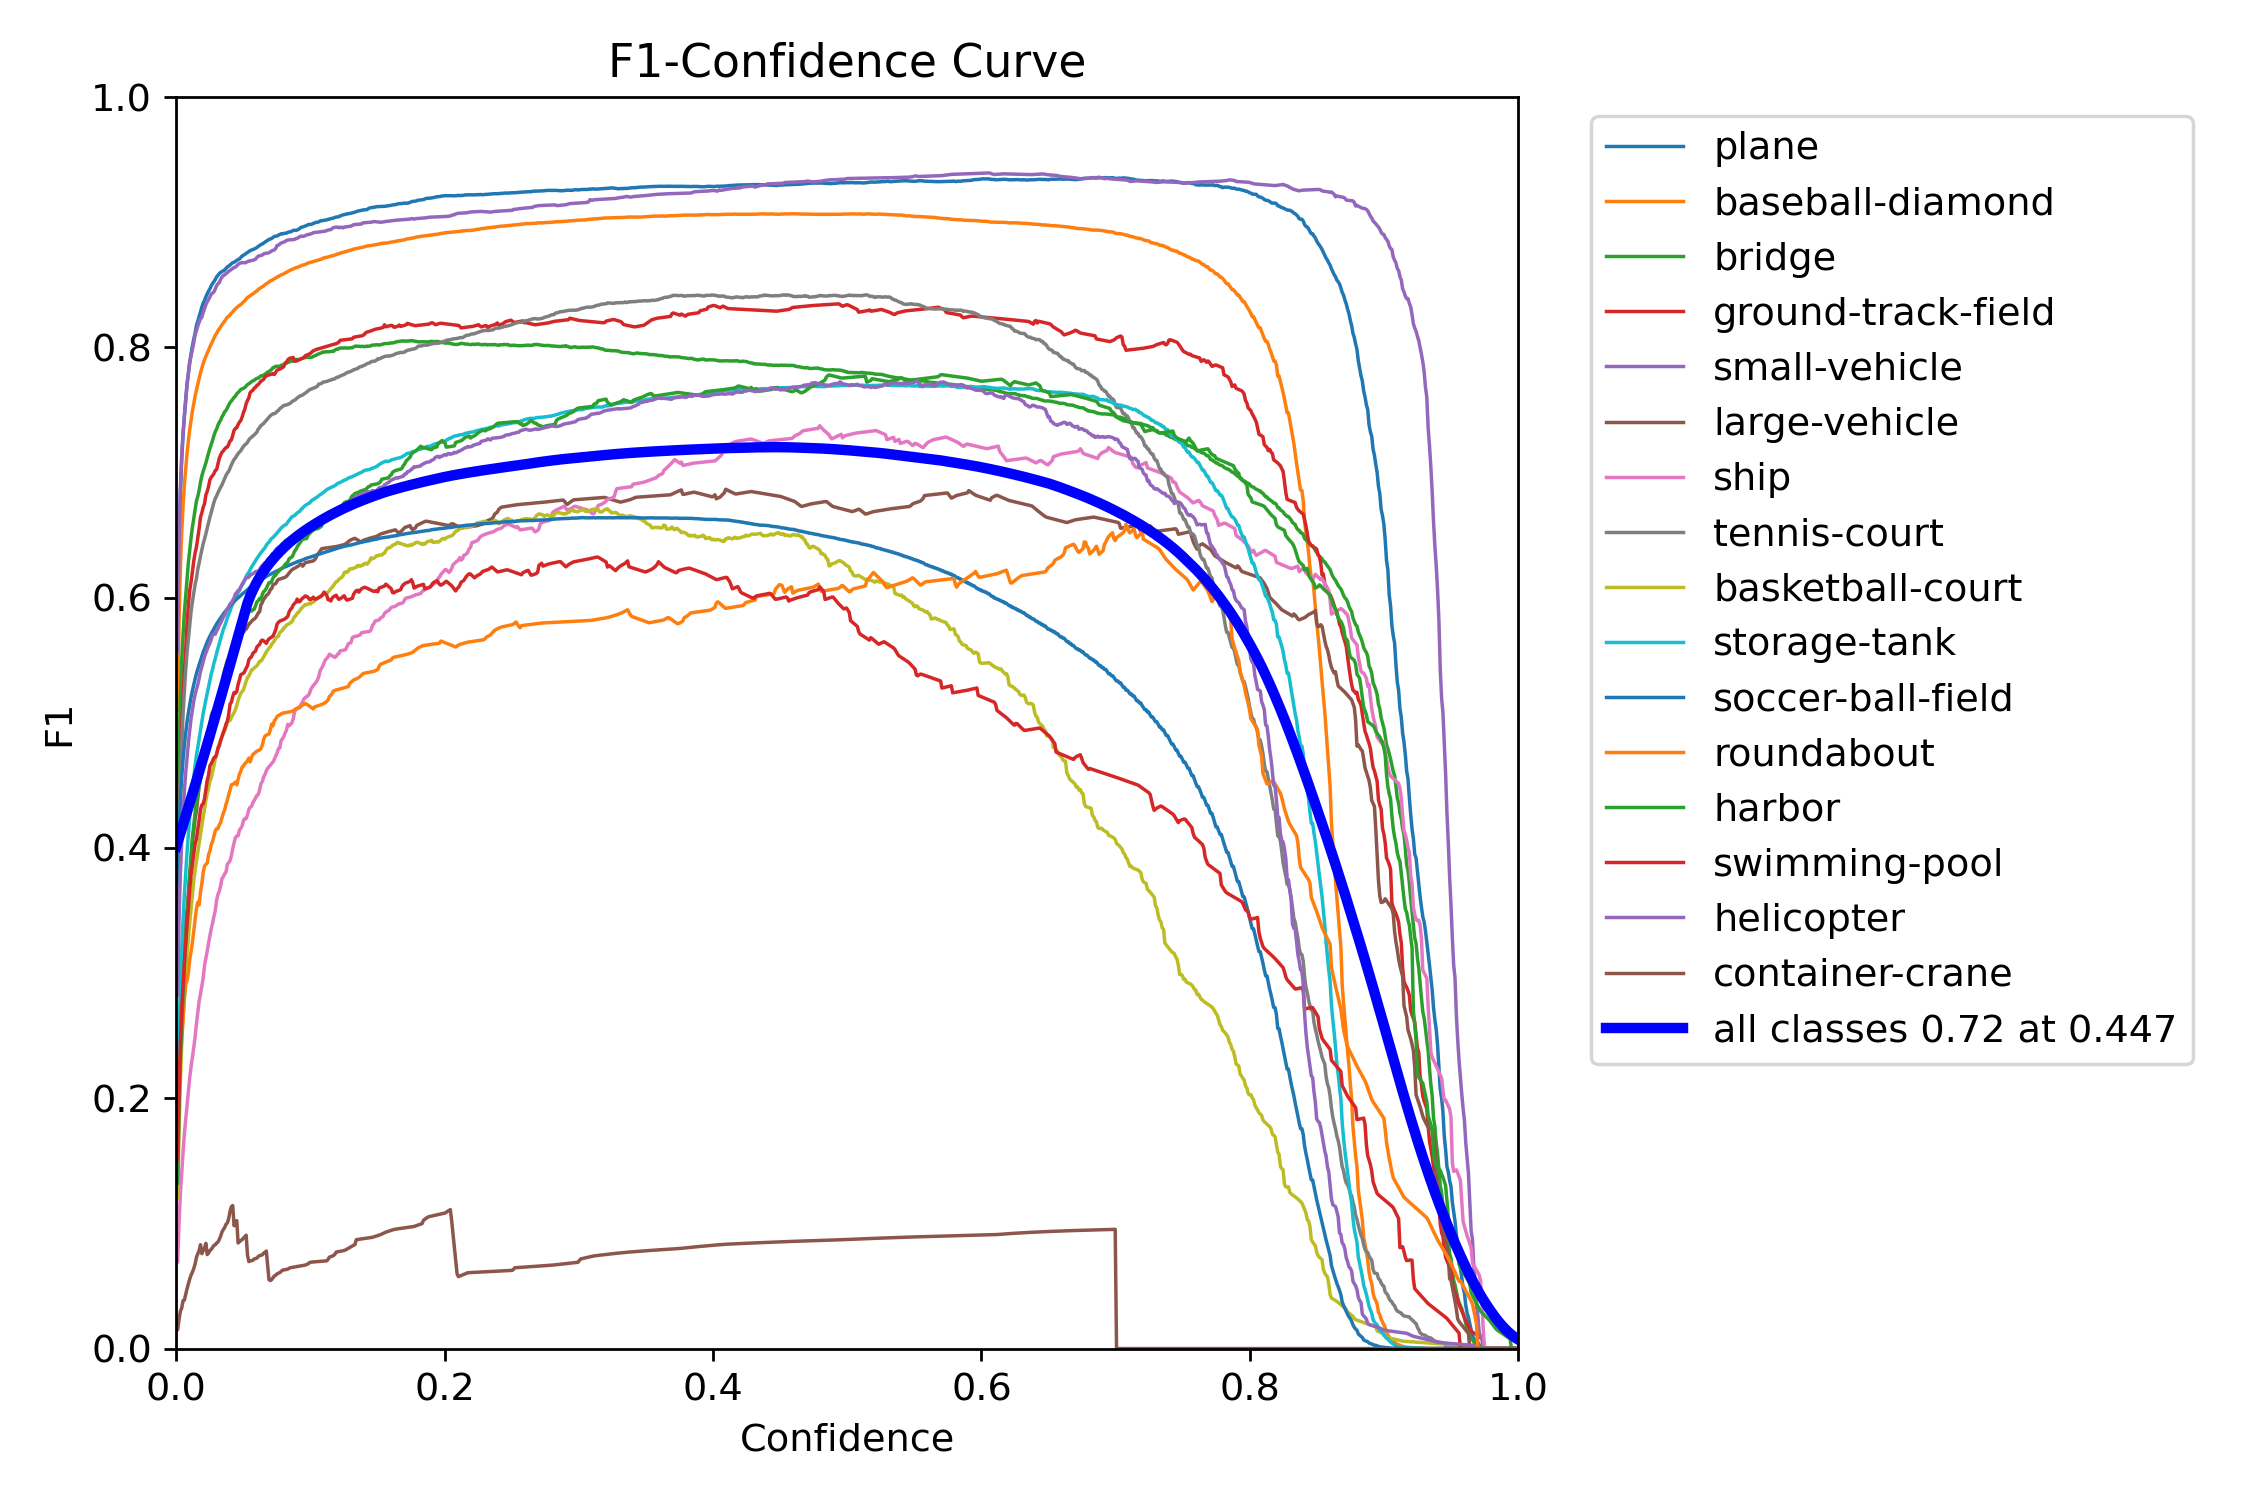 F1-Confidence Curve
1.0
0.8
0.6
0.4
0.2
0.0
F1
0.0 0.2 0.4 0.6 0.8 1.0
Confidence
plane
baseball-diamond
bridge
ground-track-field
small-vehicle
large-vehicle
ship
tennis-court
basketball-court
storage-tank
soccer-ball-field
roundabout
harbor
swimming-pool
helicopter
container-crane
all classes 0.72 at 0.447